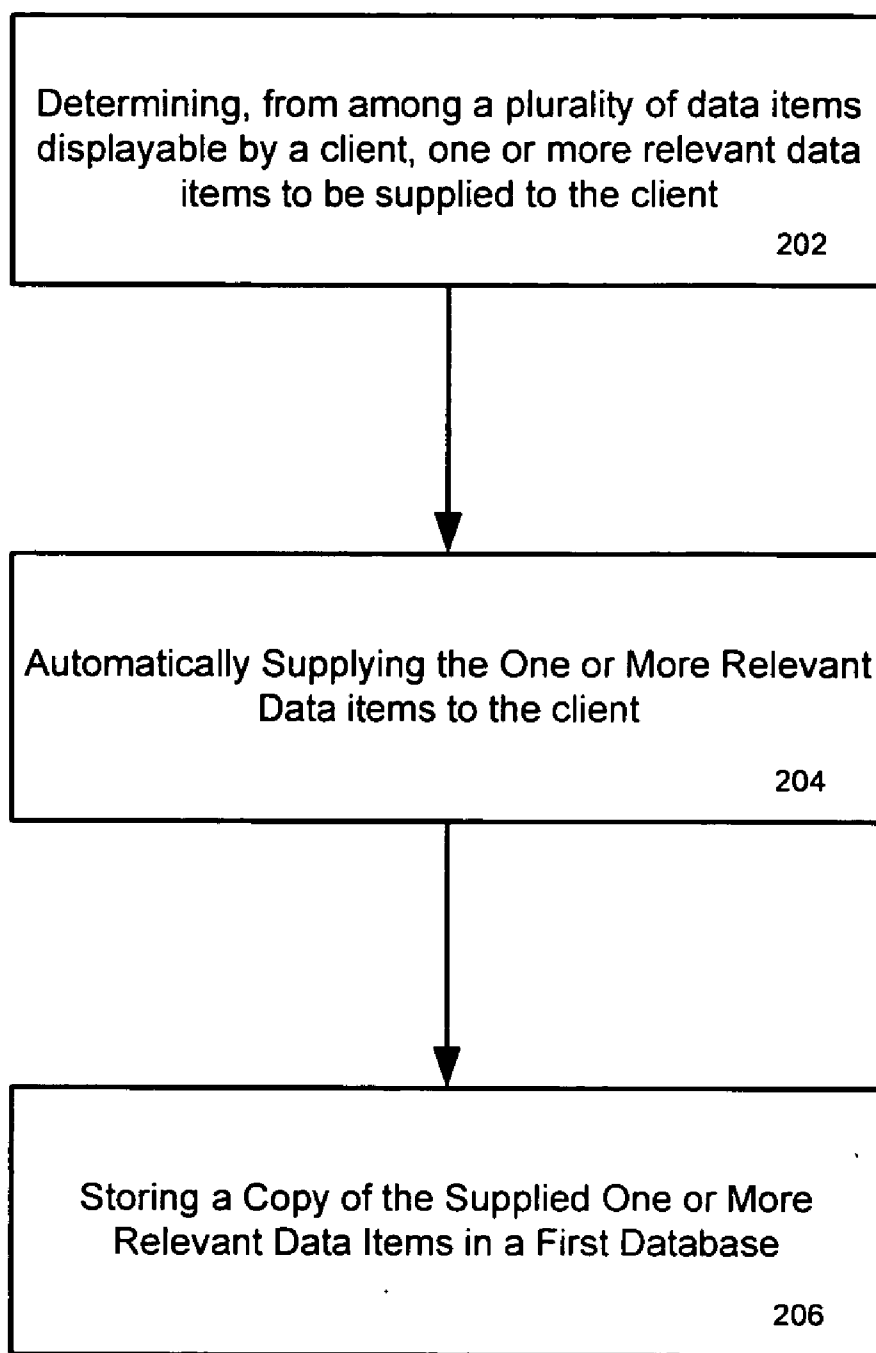 Determining, from among a plurality of data items
displayable by a client, one or more relevant data
items to be supplied to the client
202
Automatically Supplying the One or More Relevant
Data items to the client
204
Storing a Copy of the Supplied One or More
Relevant Data Items in a First Database
206